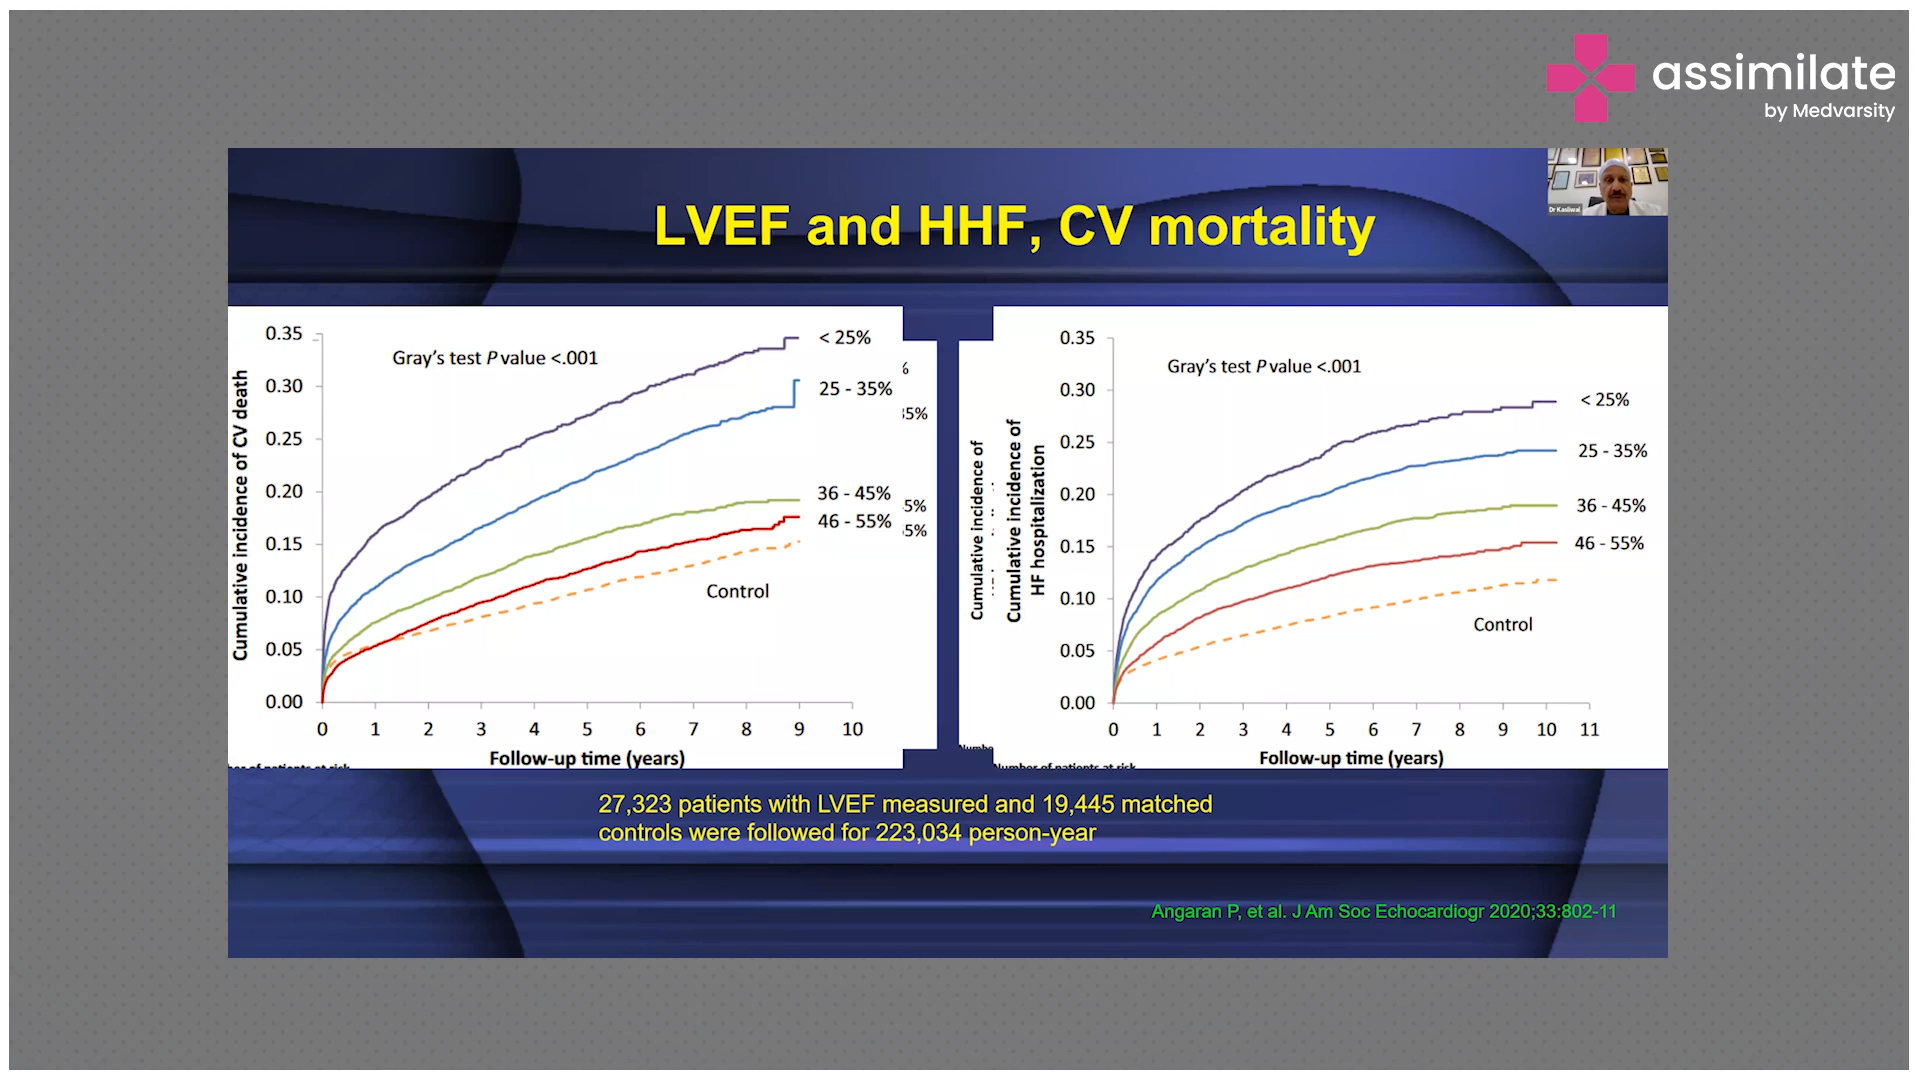 assimilate
by Medvarsity
Dr Kasliwal
LVEF and HHF, CV mortality
Cumulative incidence of CV death
0.35
0.30
0.25
0.20
0.15
0.10
0.05
0.00
Gray's test P value <.001
< 25%
25 - 35%
36 - 45%
46 - 55%
Control
0 1 2 3 4 5 6 7 8 9 10
Follow-up time (years)
%
35%
5%
5%
Cumulative incidence of
Cumulative incidence of
HF hospitalization
0.35
0.30
0.25
0.20
0.15
0.10
0.05
0.00
Gray's test P value <.001
< 25%
25 - 35%
36 - 45%
46 - 55%
Control
0 1 2 3 4 5 6 7 8 9 10 11
Follow-up time (years)
Number of patients at risk
27,323 patients with LVEF measured and 19,445 matched
controls were followed for 223,034 person-year
Angaran P, et al. J Am Soc Echocardiogr 2020;33:802-11